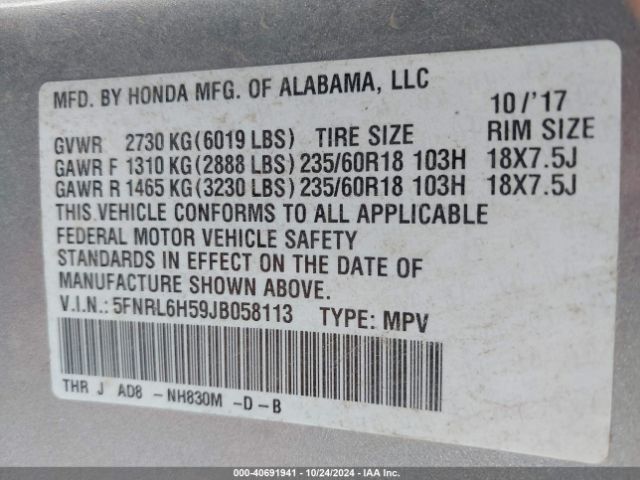 MFD. BY HONDA MFG. OF ALABAMA, LLC
10/'17
GVWR 2730 KG(6019 LBS) TIRE SIZE RIM SIZE
GAWR F 1310 KG(2888 LBS) 235/60R18 103H 18X7.5J
GAWR R 1465 KG(3230 LBS) 235/60R18 103H 18X7.5J
THIS VEHICLE CONFORMS TO ALL APPLICABLE
FEDERAL MOTOR VEHICLE SAFETY
STANDARDS IN EFFECT ON THE DATE OF
MANUFACTURE SHOWN ABOVE.
V.I.N.: 5FNRL6H59JB058113 TYPE: MPV
THR J AD8 - NH830M - D - B
000-40691941 / 10/24/2024 - IAA Inc.